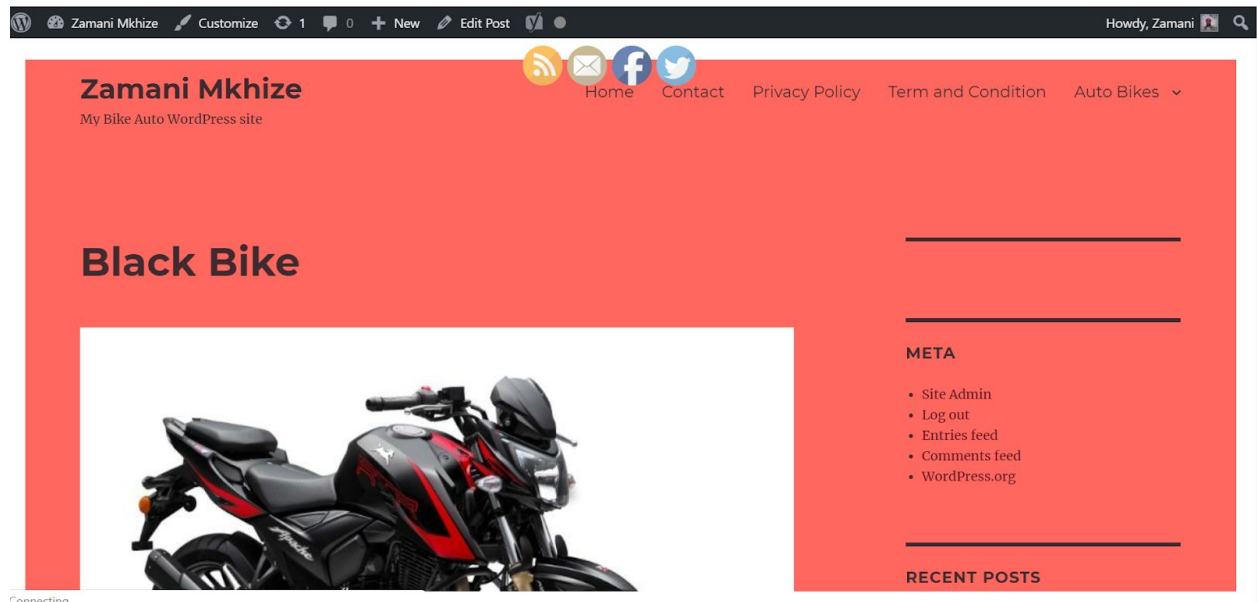 Zamani Mkhize Customize 1 0 New Edit Post Howdy, Zamani
Zamani Mkhize
My Bike Auto WordPress site
Home Contact Privacy Policy Term and Condition Auto Bikes
Black Bike
META
Site Admin
Log out
Entries feed
Comments feed
WordPress.org
Apache
RECENT POSTS
Connecting